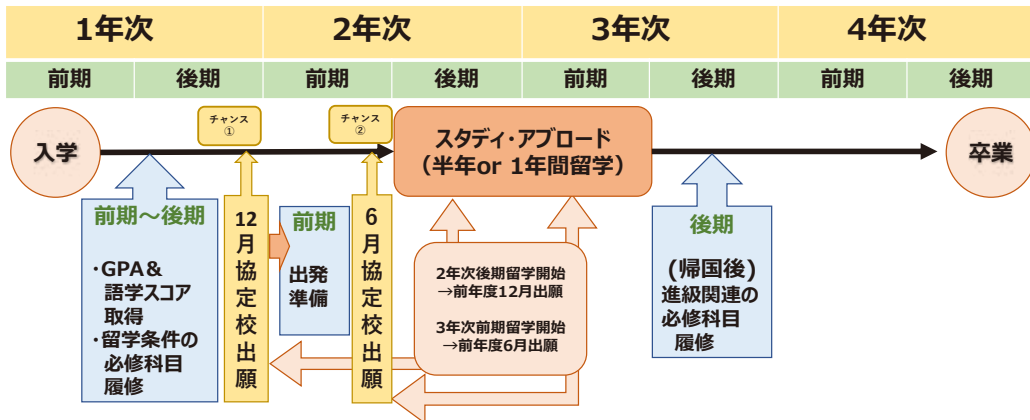 1年次
2年次
3年次
4年次
前期
後期
前期
後期
前期
後期
前期
後期
入学
チャンス
①
チャンス
②
スタディ・アブロード
(半年or 1年間留学)
卒業
前期~後期
・GPA&
語学スコア
取得
・留学条件の
必修科目
履修
12月協定校出願
前期
出発
準備
6月協定校出願
2年次後期留学開始
→前年度12月出願
3年次前期留学開始
→前年度6月出願
後期
(帰国後)
進級関連の
必修科目
履修